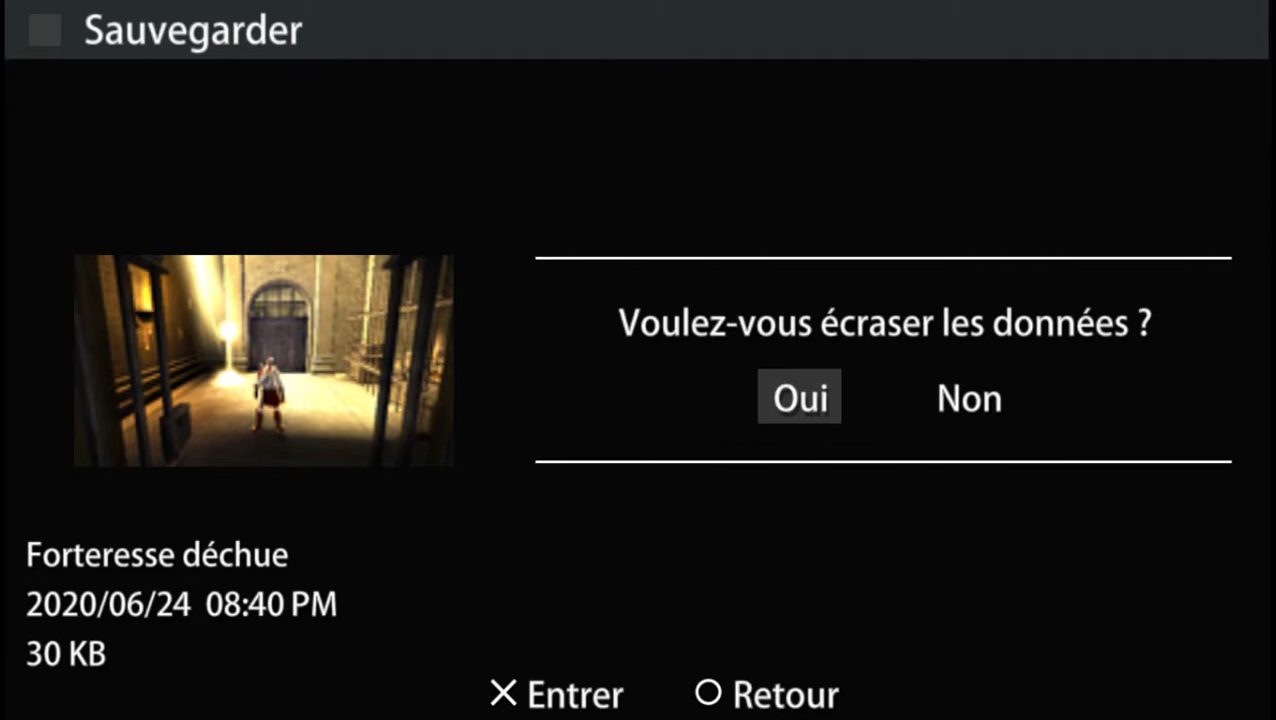 Sauvegarder
Voulez-vous écraser les données ?
Oui Non
Forteresse déchue
2020/06/24 08:40 PM
30 KB
Entrer Retour